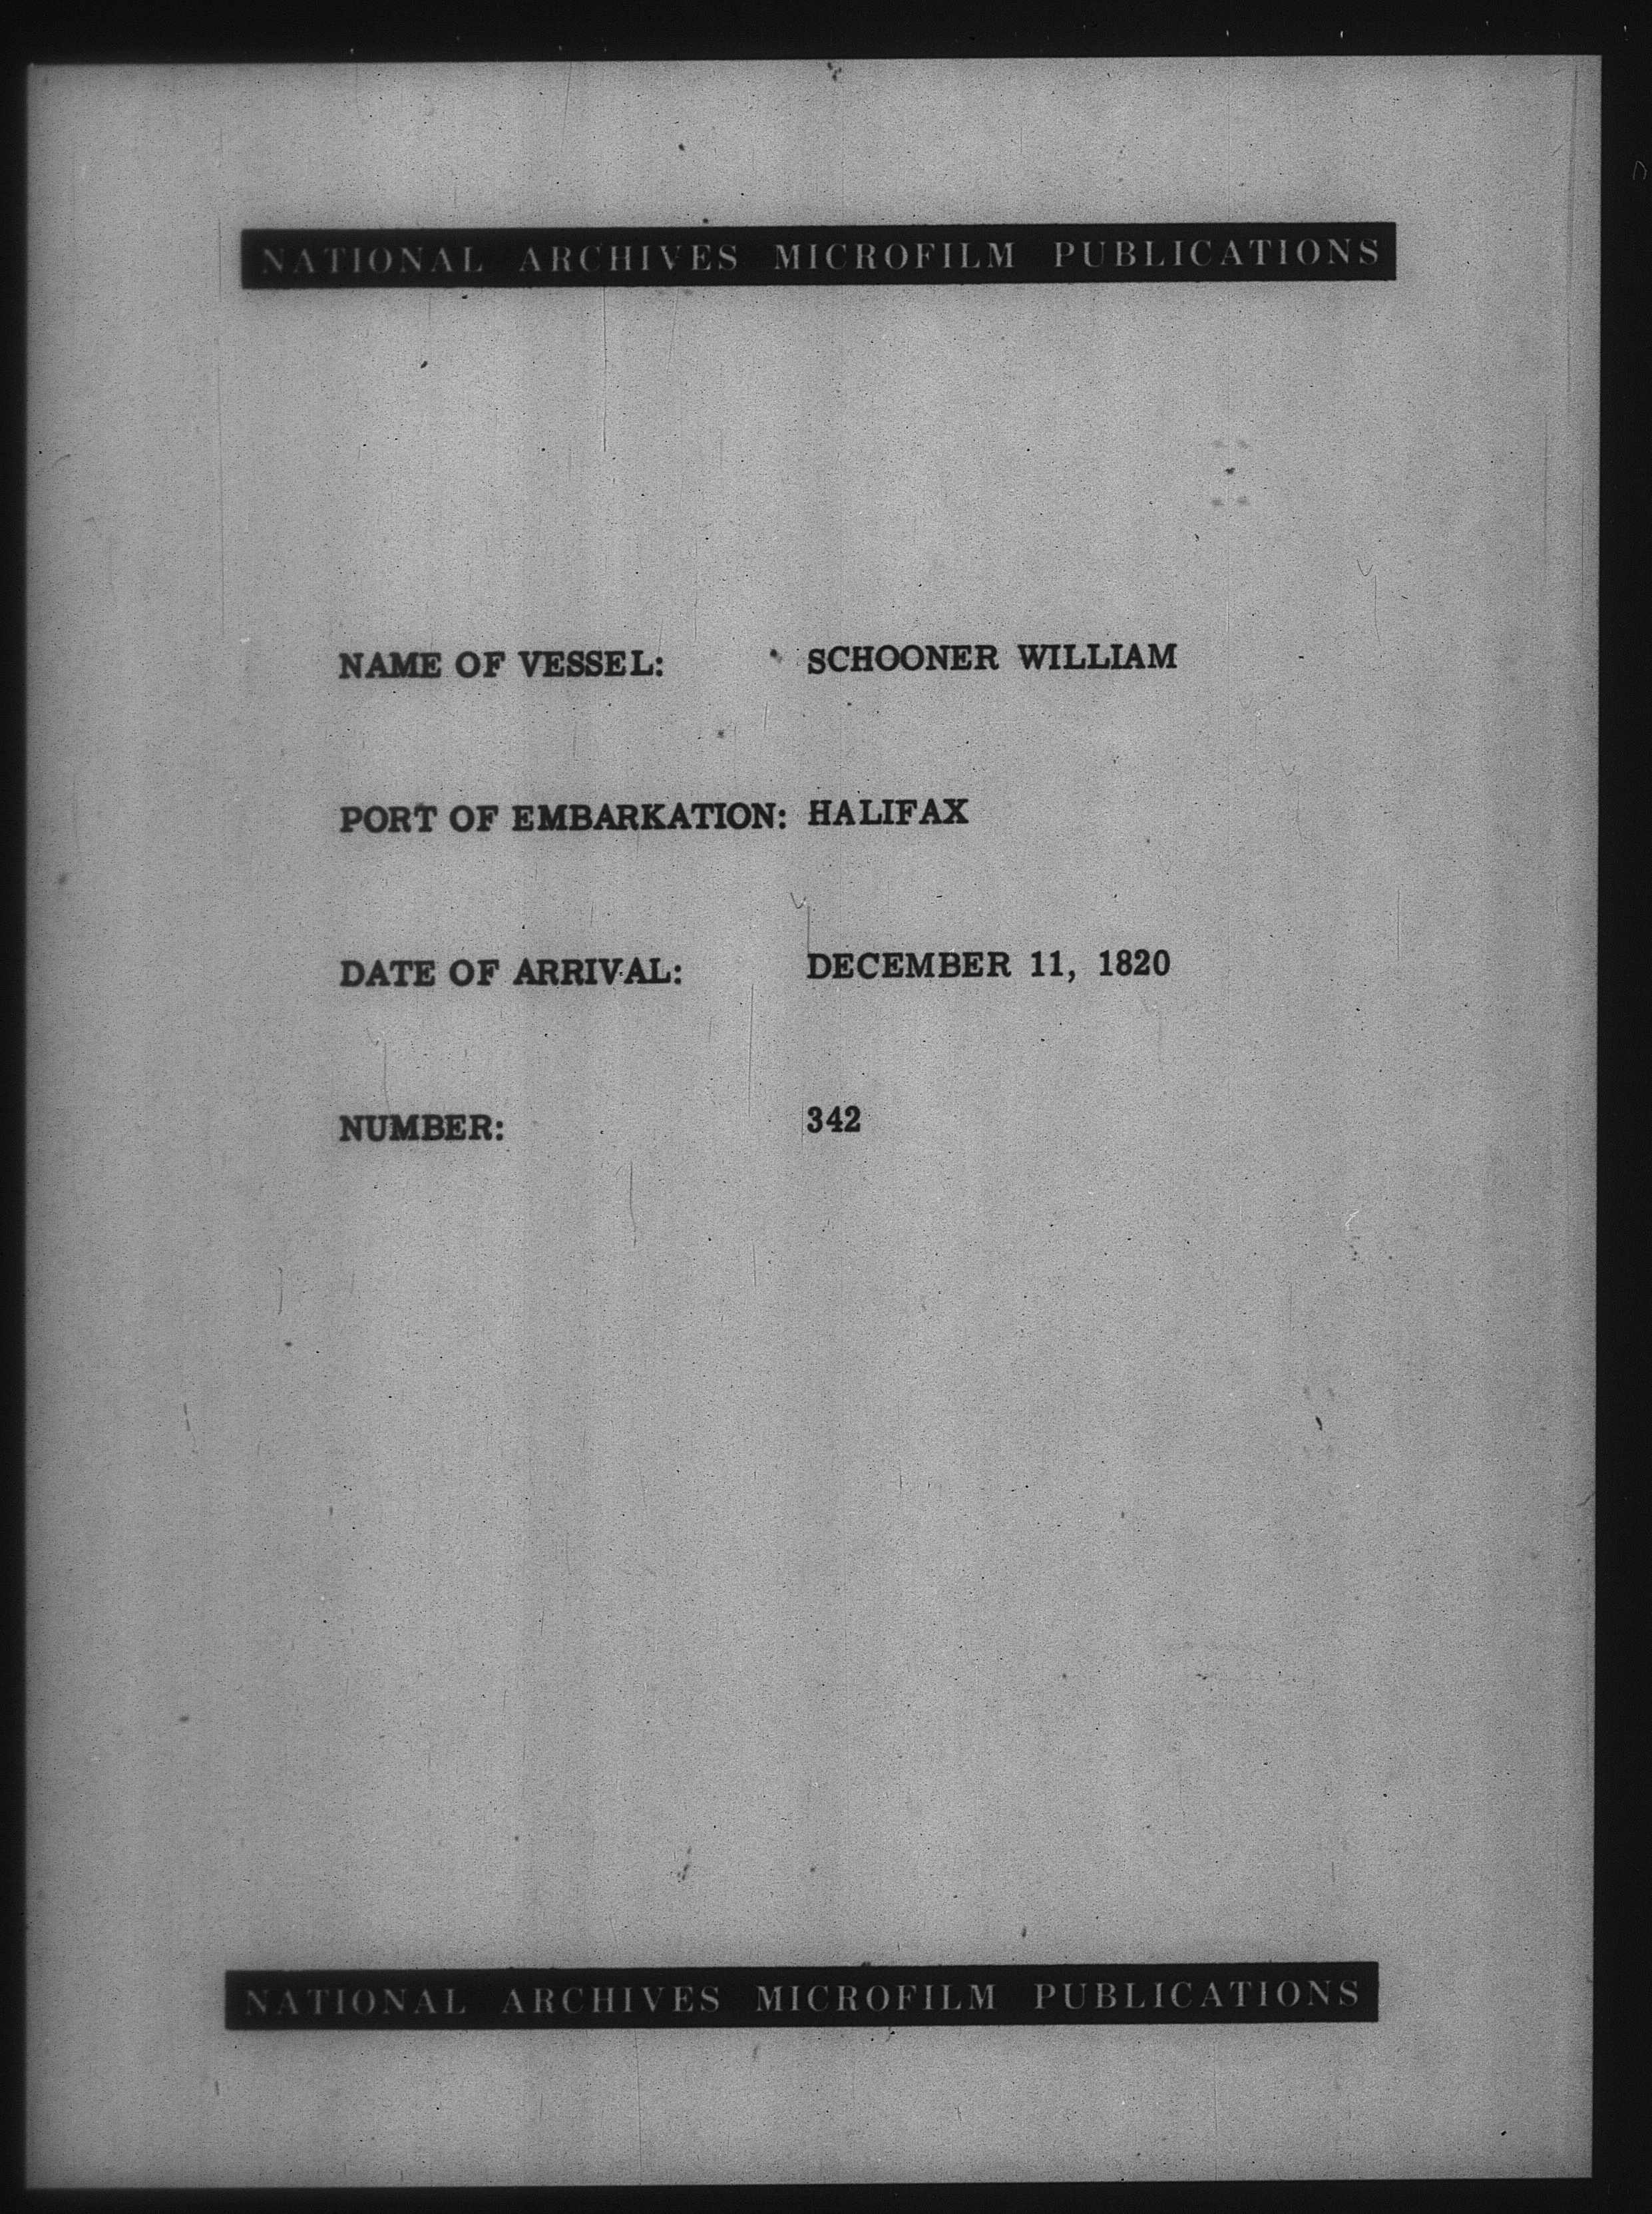 NATIONAL ARCHIVES MICROFILM PUBLICATIONS
NAME OF VESSEL: SCHOONER WILLIAM
PORT OF EMBARKATION: HALIFAX
DATE OF ARRIVAL: DECEMBER 11, 1820
NUMBER: 342
NATIONAL ARCHIVES MICROFILM PUBLICATIONS